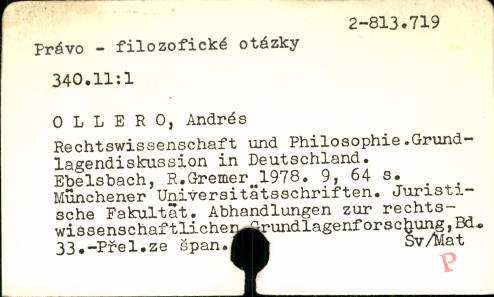 2-813.719
Právo - filozofické otázky
340.11:1
O L L E R O, Andrés
Rechtswissenschaft und Philosophie.Grund-
lagendiskussion in Deutschland.
Ebelsbach, R.Gremer 1978. 9, 64 s.
Münchener Universitätsschriften. Juristi-
sche Fakultät. Abhandlungen zur rechts-
wissenschaftlichen Grundlagenforschung,Bd.
33.-Přel.ze špan. Sv/Mat
P